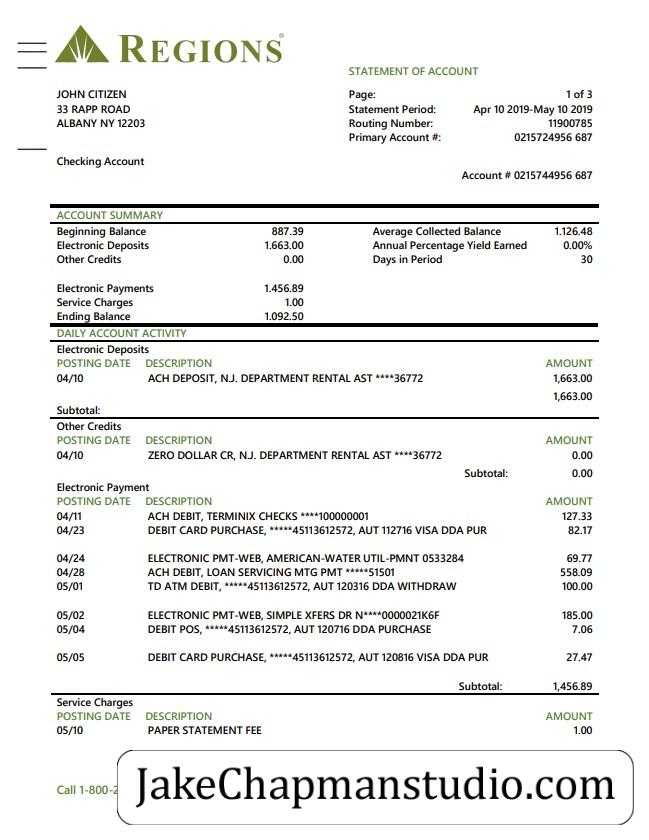 REGIONS®
STATEMENT OF ACCOUNT
JOHN CITIZEN
33 RAPP ROAD
ALBANY NY 12203
Page: 1 of 3
Statement Period: Apr 10 2019-May 10 2019
Routing Number: 11900785
Primary Account #: 0215724956 687
Checking Account
Account # 0215744956 687
ACCOUNT SUMMARY
Beginning Balance 887.39 Average Collected Balance 1.126.48
Electronic Deposits 1.663.00 Annual Percentage Yield Earned 0.00%
Other Credits 0.00 Days in Period 30
Electronic Payments 1.456.89
Service Charges 1.00
Ending Balance 1.092.50
DAILY ACCOUNT ACTIVITY
Electronic Deposits
POSTING DATE DESCRIPTION AMOUNT
04/10 ACH DEPOSIT, N.J. DEPARTMENT RENTAL AST ****36772 1,663.00
1,663.00
Subtotal:
Other Credits
POSTING DATE DESCRIPTION AMOUNT
04/10 ZERO DOLLAR CR, N.J. DEPARTMENT RENTAL AST ****36772 0.00
Subtotal: 0.00
Electronic Payment
POSTING DATE DESCRIPTION AMOUNT
04/11 ACH DEBIT, TERMINIX CHECKS ****100000001 127.33
04/23 DEBIT CARD PURCHASE, *****45113612572, AUT 112716 VISA DDA PUR 82.17
04/24 ELECTRONIC PMT-WEB, AMERICAN-WATER UTIL-PMNT 0533284 69.77
04/28 ACH DEBIT, LOAN SERVICING MTG PMT *****51501 558.09
05/01 TD ATM DEBIT, *****45113612572, AUT 120316 DDA WITHDRAW 100.00
05/02 ELECTRONIC PMT-WEB, SIMPLE XFERS DR N****0000021K6F 185.00
05/04 DEBIT POS, *****45113612572, AUT 120716 DDA PURCHASE 7.06
05/05 DEBIT CARD PURCHASE, *****45113612572, AUT 120816 VISA DDA PUR 27.47
Subtotal: 1,456.89
Service Charges
POSTING DATE DESCRIPTION AMOUNT
05/10 PAPER STATEMENT FEE 1.00
Call 1-800-2
JakeChapmanstudio.com